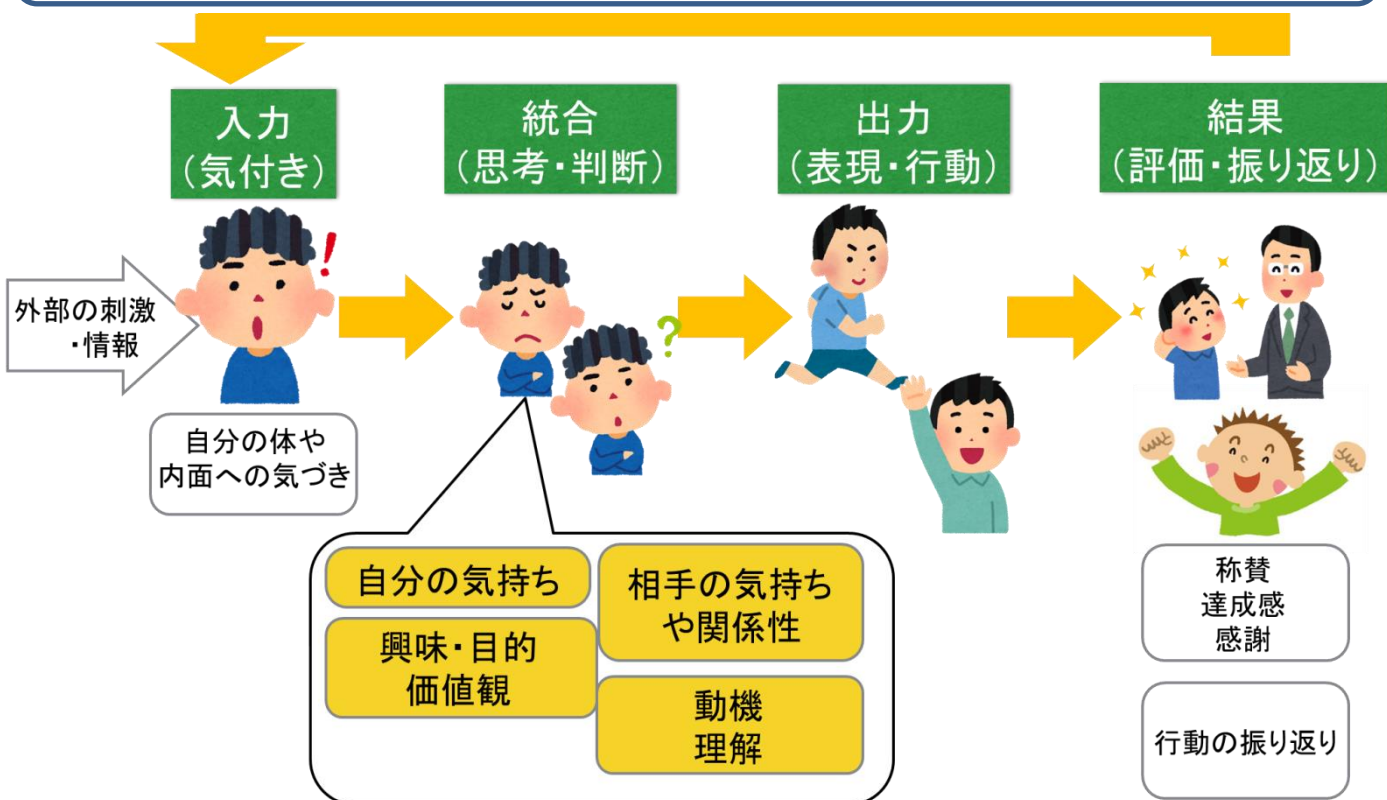 入力
(気付き)
統合
(思考・判断)
出力
(表現・行動)
結果
(評価・振り返り)
外部の刺激
・情報
!
?
自分の体や
内面への気づき
自分の気持ち
相手の気持ち
や関係性
興味・目的
価値観
動機
理解
称賛
達成感
感謝
行動の振り返り